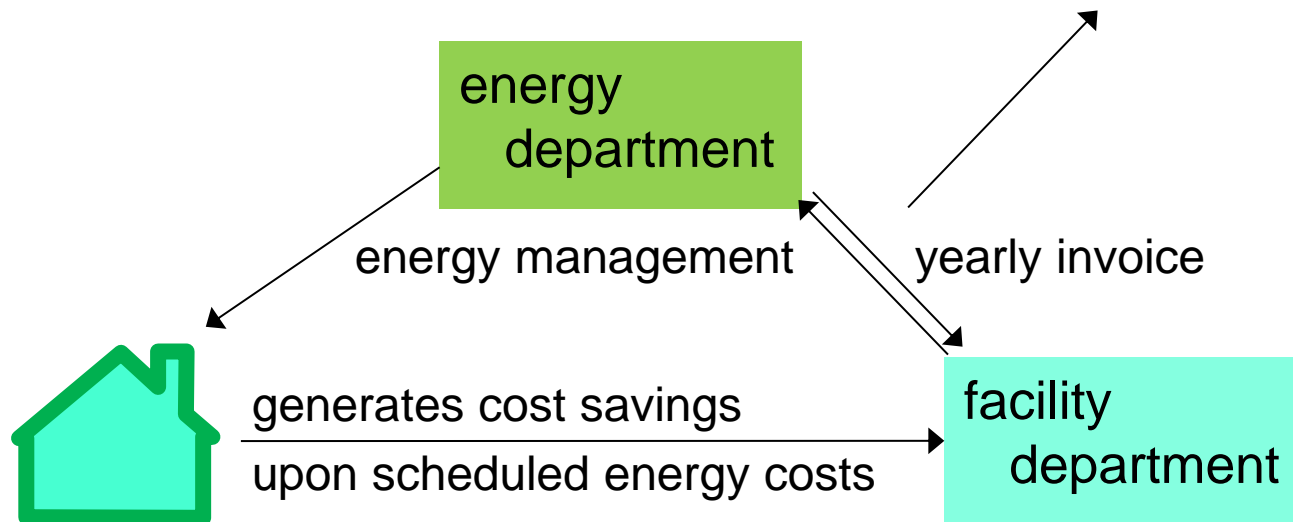 energy
department
energy management
yearly invoice
generates cost savings
upon scheduled energy costs
facility
department